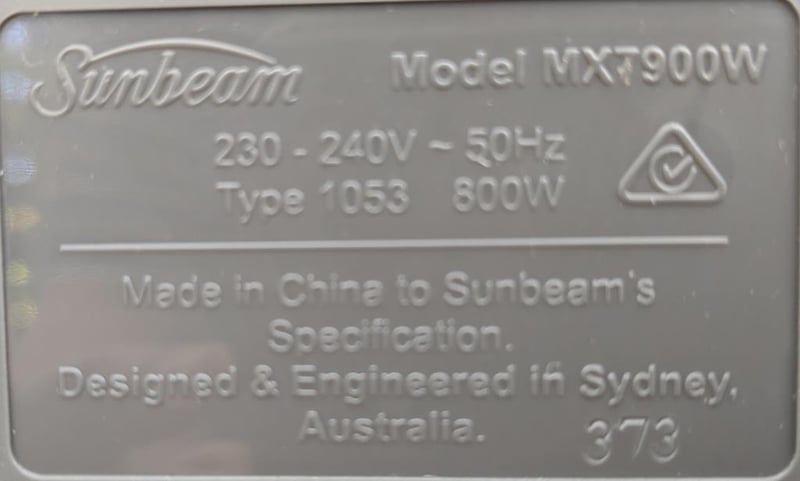 Sunbeam Model MXT900W
230 - 240V ~ 50Hz
Type 1053 800W
Made in China to Sunbeam's
Specification.
Designed & Engineered in Sydney,
Australia. 373